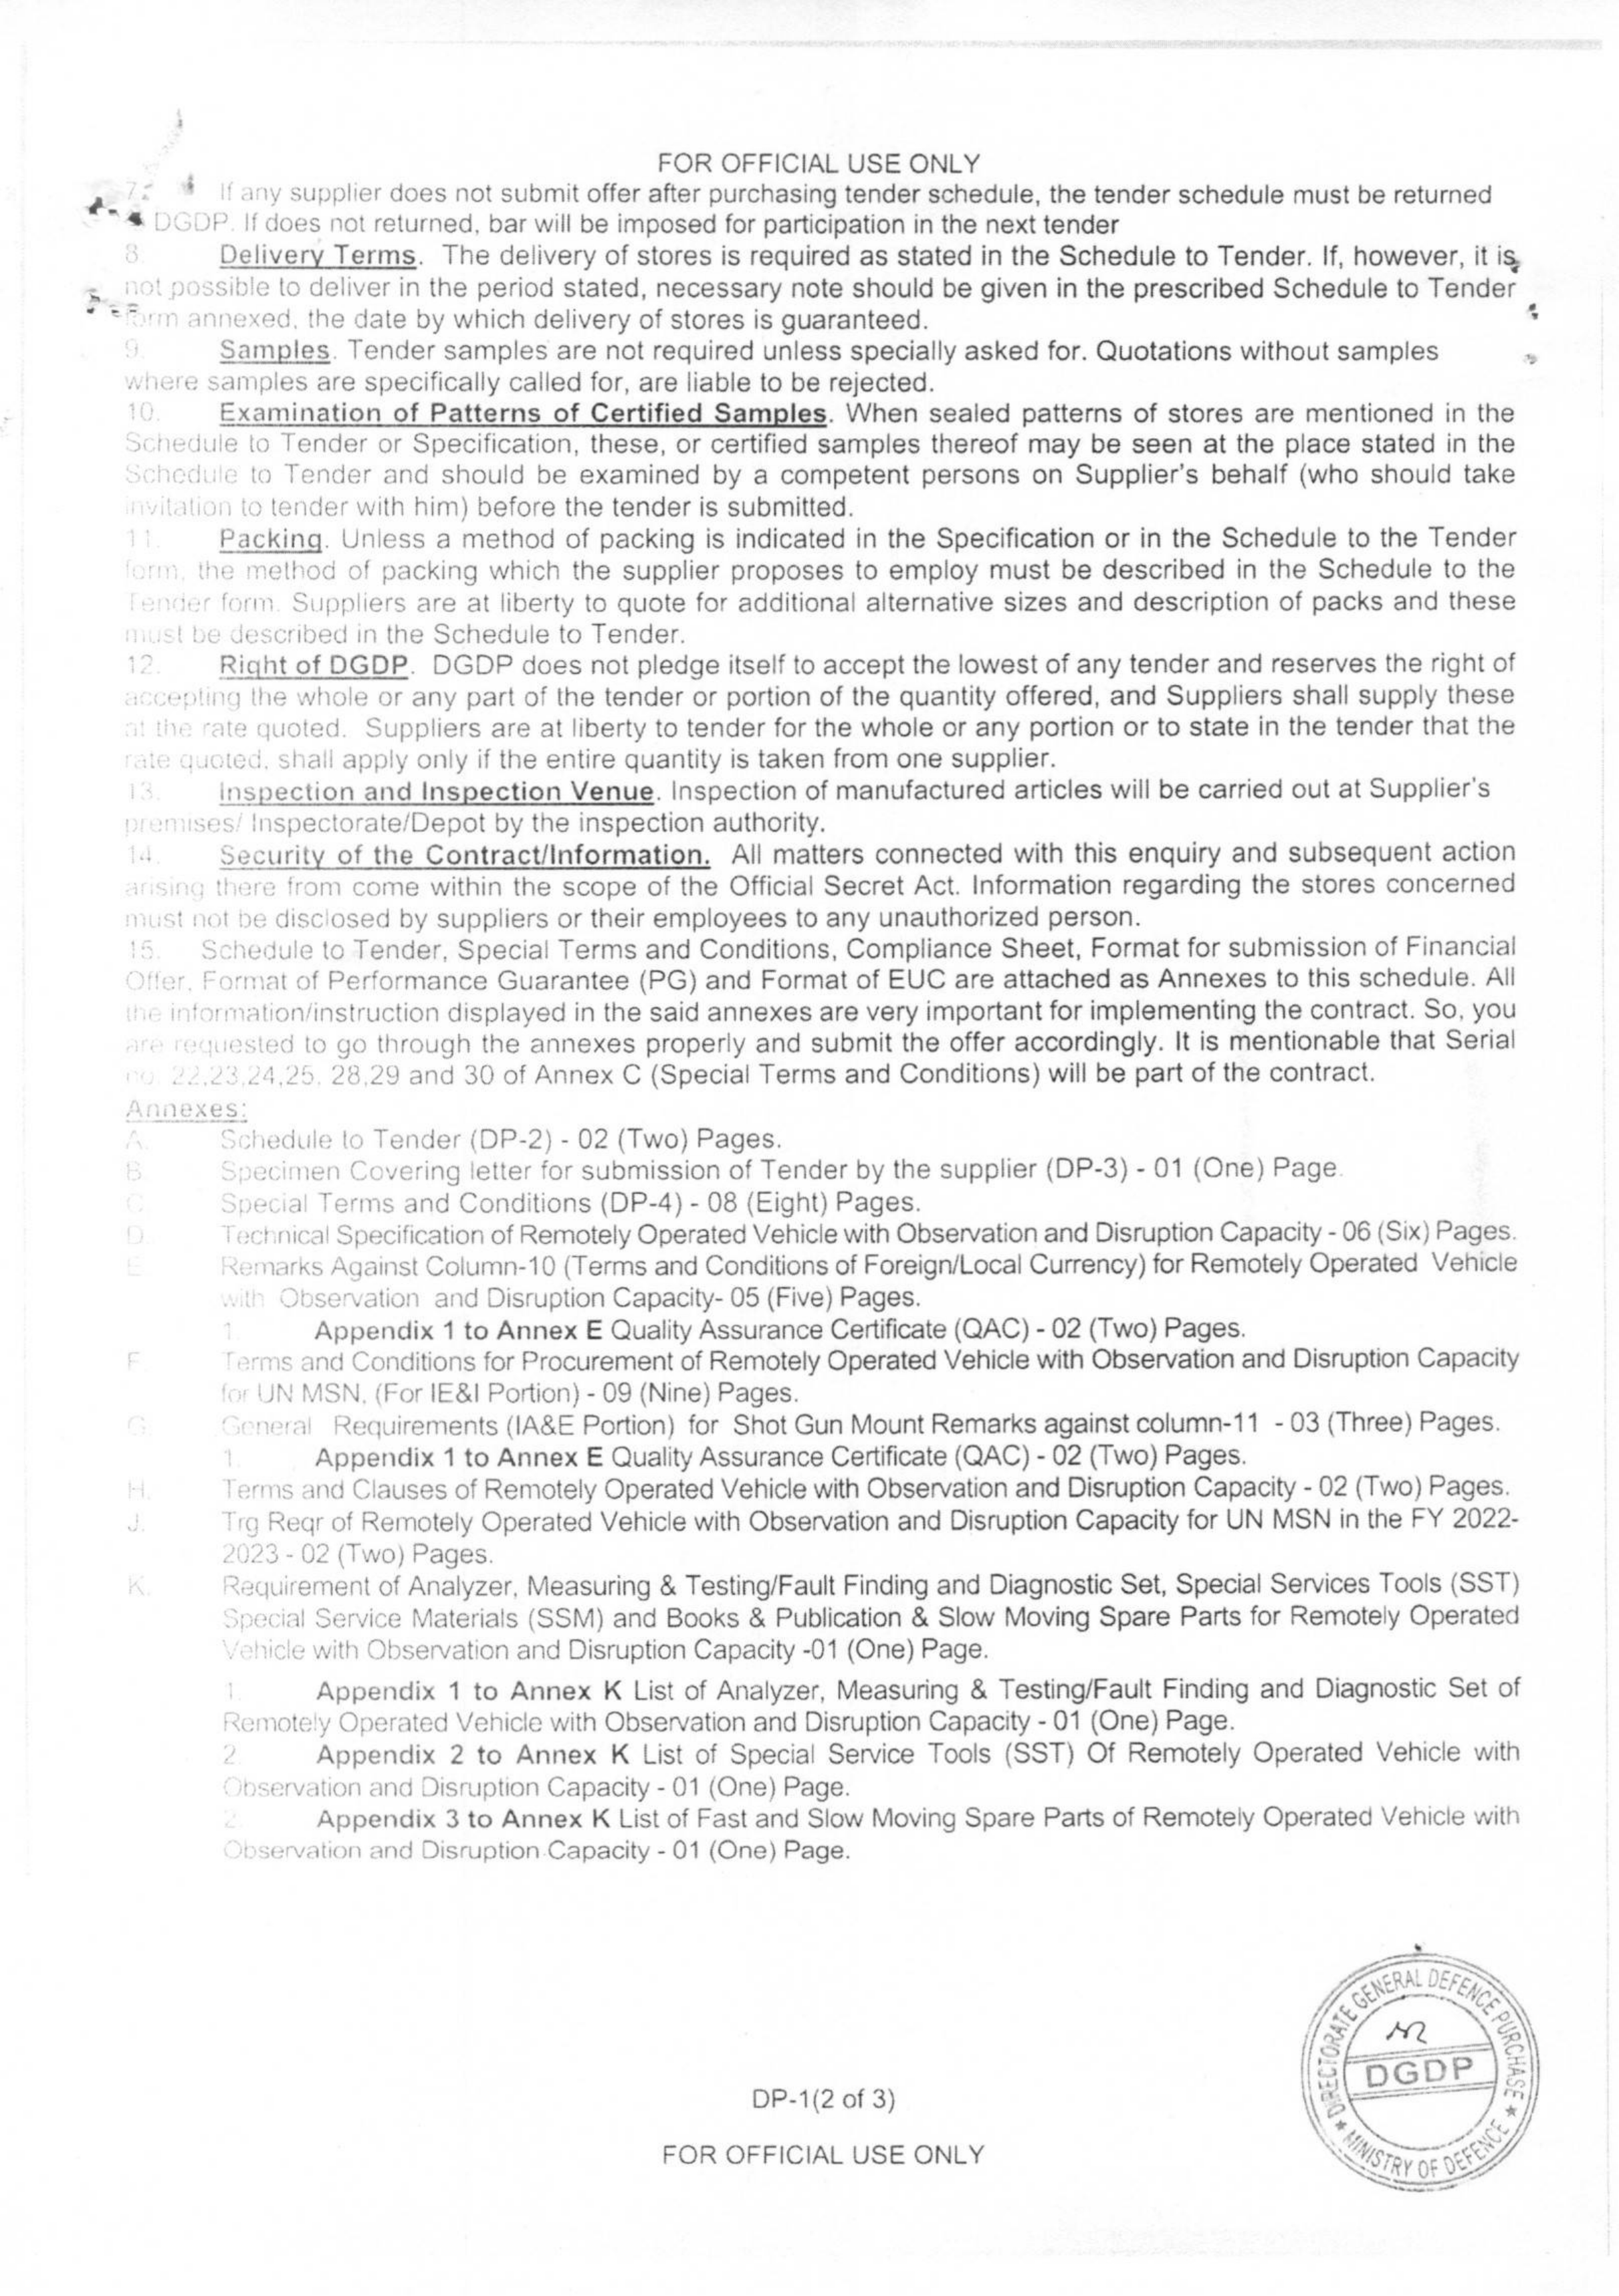 FOR OFFICIAL USE ONLY
7. If any supplier does not submit offer after purchasing tender schedule, the tender schedule must be returned
DGDP. If does not returned, bar will be imposed for participation in the next tender
8. Delivery Terms. The delivery of stores is required as stated in the Schedule to Tender. If, however, it is
not possible to deliver in the period stated, necessary note should be given in the prescribed Schedule to Tender
form annexed, the date by which delivery of stores is guaranteed.
9. Samples. Tender samples are not required unless specially asked for. Quotations without samples
where samples are specifically called for, are liable to be rejected.
10. Examination of Patterns of Certified Samples. When sealed patterns of stores are mentioned in the
Schedule to Tender or Specification, these, or certified samples thereof may be seen at the place stated in the
Schedule to Tender and should be examined by a competent persons on Supplier's behalf (who should take
invitation to tender with him) before the tender is submitted.
11. Packing. Unless a method of packing is indicated in the Specification or in the Schedule to the Tender
form, the method of packing which the supplier proposes to employ must be described in the Schedule to the
Tender form. Suppliers are at liberty to quote for additional alternative sizes and description of packs and these
must be described in the Schedule to Tender.
12. Right of DGDP. DGDP does not pledge itself to accept the lowest of any tender and reserves the right of
accepting the whole or any part of the tender or portion of the quantity offered, and Suppliers shall supply these
at the rate quoted. Suppliers are at liberty to tender for the whole or any portion or to state in the tender that the
rate quoted, shall apply only if the entire quantity is taken from one supplier.
13. Inspection and Inspection Venue. Inspection of manufactured articles will be carried out at Supplier's
premises/ Inspectorate/Depot by the inspection authority.
14. Security of the Contract/Information. All matters connected with this enquiry and subsequent action
arising there from come within the scope of the Official Secret Act. Information regarding the stores concerned
must not be disclosed by suppliers or their employees to any unauthorized person.
15. Schedule to Tender, Special Terms and Conditions, Compliance Sheet, Format for submission of Financial
Offer, Format of Performance Guarantee (PG) and Format of EUC are attached as Annexes to this schedule. All
the information/instruction displayed in the said annexes are very important for implementing the contract. So, you
are requested to go through the annexes properly and submit the offer accordingly. It is mentionable that Serial
no. 22,23,24,25, 28,29 and 30 of Annex C (Special Terms and Conditions) will be part of the contract.
Annexes:
A. Schedule to Tender (DP-2) - 02 (Two) Pages.
B. Specimen Covering letter for submission of Tender by the supplier (DP-3) - 01 (One) Page.
C. Special Terms and Conditions (DP-4) - 08 (Eight) Pages.
D. Technical Specification of Remotely Operated Vehicle with Observation and Disruption Capacity - 06 (Six) Pages.
E. Remarks Against Column-10 (Terms and Conditions of Foreign/Local Currency) for Remotely Operated Vehicle
with Observation and Disruption Capacity- 05 (Five) Pages.
1. Appendix 1 to Annex E Quality Assurance Certificate (QAC) - 02 (Two) Pages.
F. Terms and Conditions for Procurement of Remotely Operated Vehicle with Observation and Disruption Capacity
for UN MSN, (For IE&I Portion) - 09 (Nine) Pages.
G. General Requirements (IA&E Portion) for Shot Gun Mount Remarks against column-11 - 03 (Three) Pages.
1. Appendix 1 to Annex E Quality Assurance Certificate (QAC) - 02 (Two) Pages.
H. Terms and Clauses of Remotely Operated Vehicle with Observation and Disruption Capacity - 02 (Two) Pages.
J. Trg Reqr of Remotely Operated Vehicle with Observation and Disruption Capacity for UN MSN in the FY 2022-
2023 - 02 (Two) Pages.
K. Requirement of Analyzer, Measuring & Testing/Fault Finding and Diagnostic Set, Special Services Tools (SST)
Special Service Materials (SSM) and Books & Publication & Slow Moving Spare Parts for Remotely Operated
Vehicle with Observation and Disruption Capacity -01 (One) Page.
1. Appendix 1 to Annex K List of Analyzer, Measuring & Testing/Fault Finding and Diagnostic Set of
Remotely Operated Vehicle with Observation and Disruption Capacity - 01 (One) Page.
2. Appendix 2 to Annex K List of Special Service Tools (SST) Of Remotely Operated Vehicle with
Observation and Disruption Capacity - 01 (One) Page.
2. Appendix 3 to Annex K List of Fast and Slow Moving Spare Parts of Remotely Operated Vehicle with
Observation and Disruption Capacity - 01 (One) Page.
DIRECTORATE GENERAL DEFENCE PURCHASE
DGDP
MINISTRY OF DEFENCE
DP-1(2 of 3)
FOR OFFICIAL USE ONLY